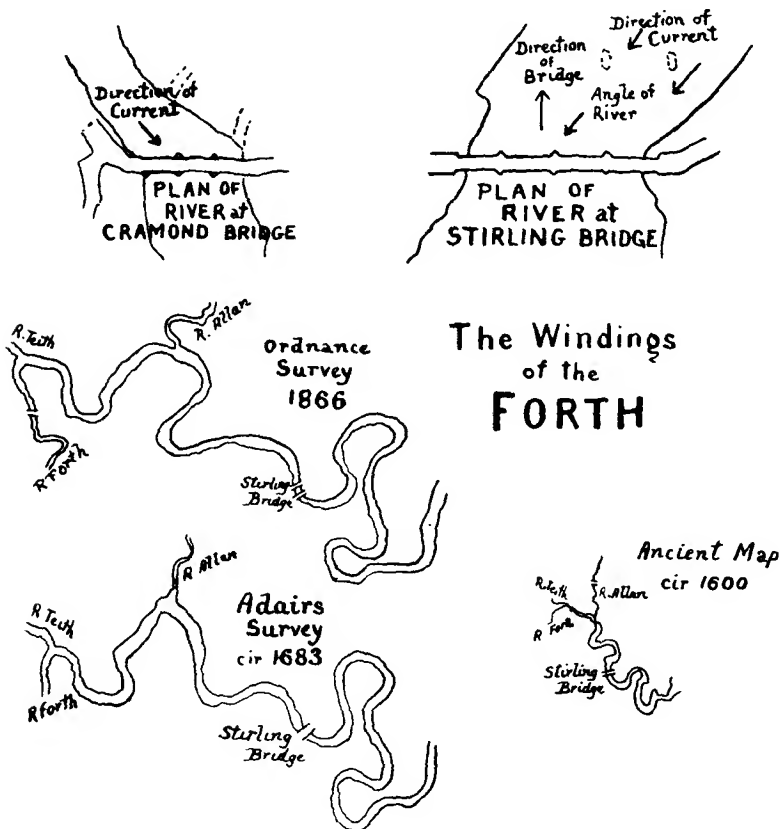 Direction of
Current
PLAN OF
RIVER at
CRAMOND BRIDGE
Direction of
Current
Direction
of
Bridge
Angle of
River
PLAN OF
RIVER at
STIRLING BRIDGE
The Windings
of the
FORTH
R. Teith
R. Allan
R Forth
Ordnance
Survey
1866
Stirling
Bridge
R Allan
R Teith
R Forth
Adairs
Survey
cir 1683
Stirling
Bridge
Ancient Map
cir 1600
R. Teith
R. Allan
R Forth
Stirling
Bridge